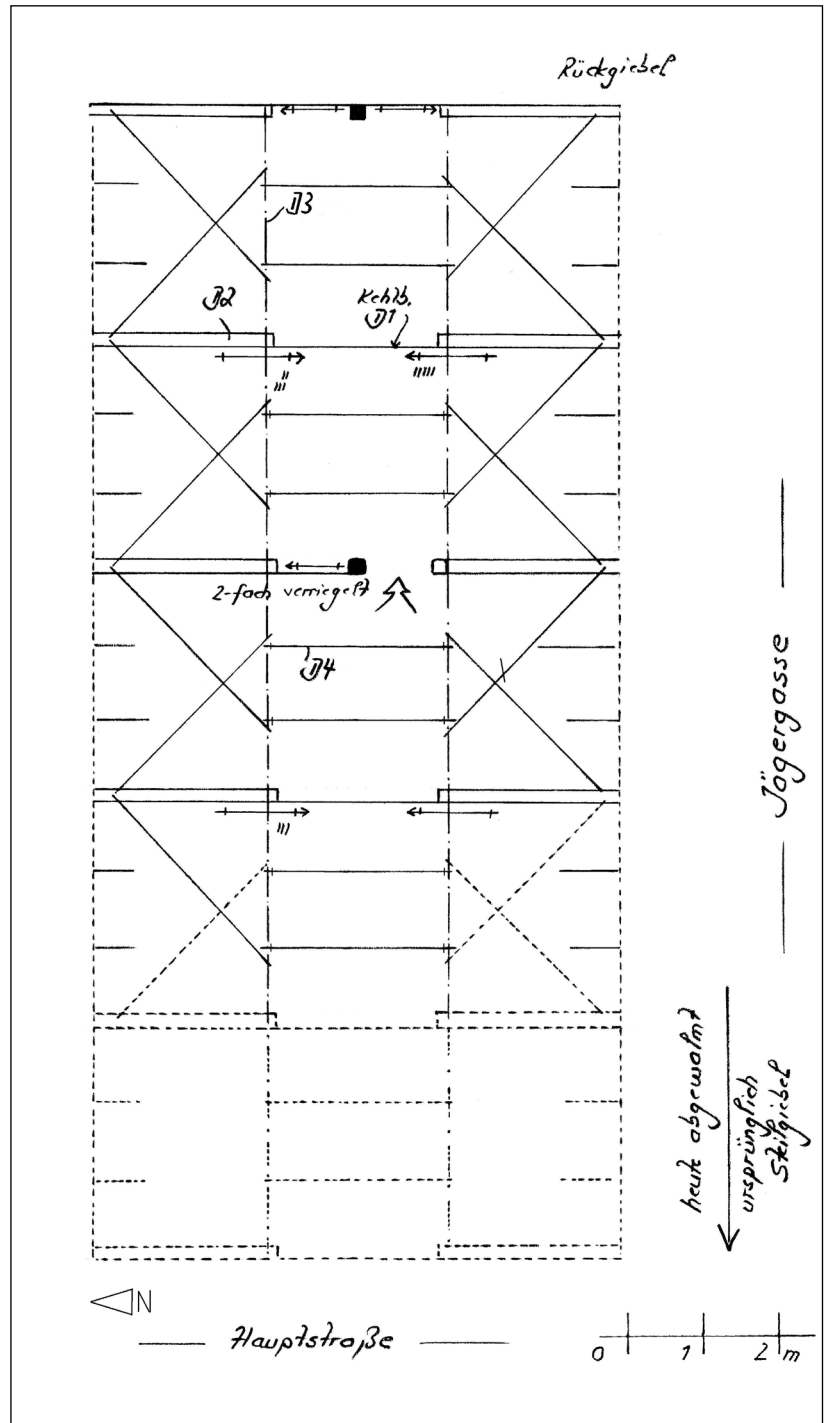 Rückgiebel
D3
D2
Kehlb.
D1
2-fach verriegelt
D4
Jägergasse
heute abgewalmt
ursprünglich
Steilgiebel
N
Hauptstraße
0 1 2 m